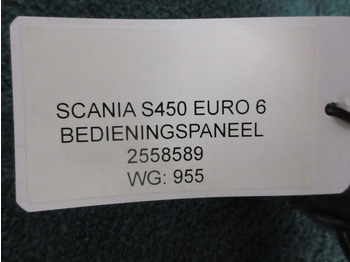 SCANIA S450 EURO 6
BEDIENINGSPANEEL
2558589
WG: 955